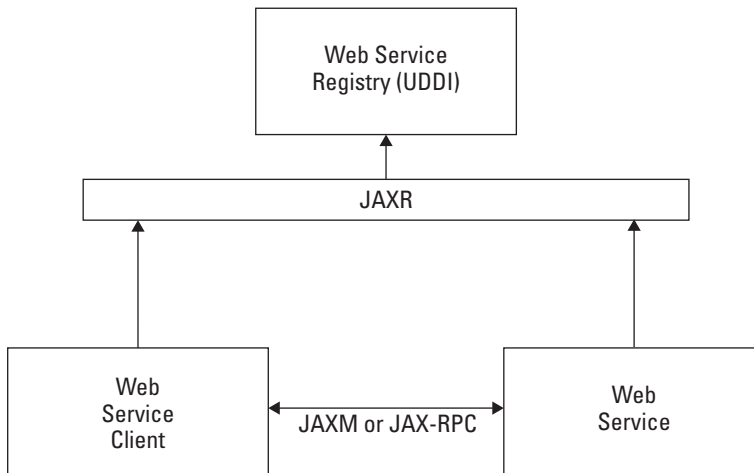 Web Service
Registry (UDDI)
JAXR
Web
Service
Client
JAXM or JAX-RPC
Web
Service